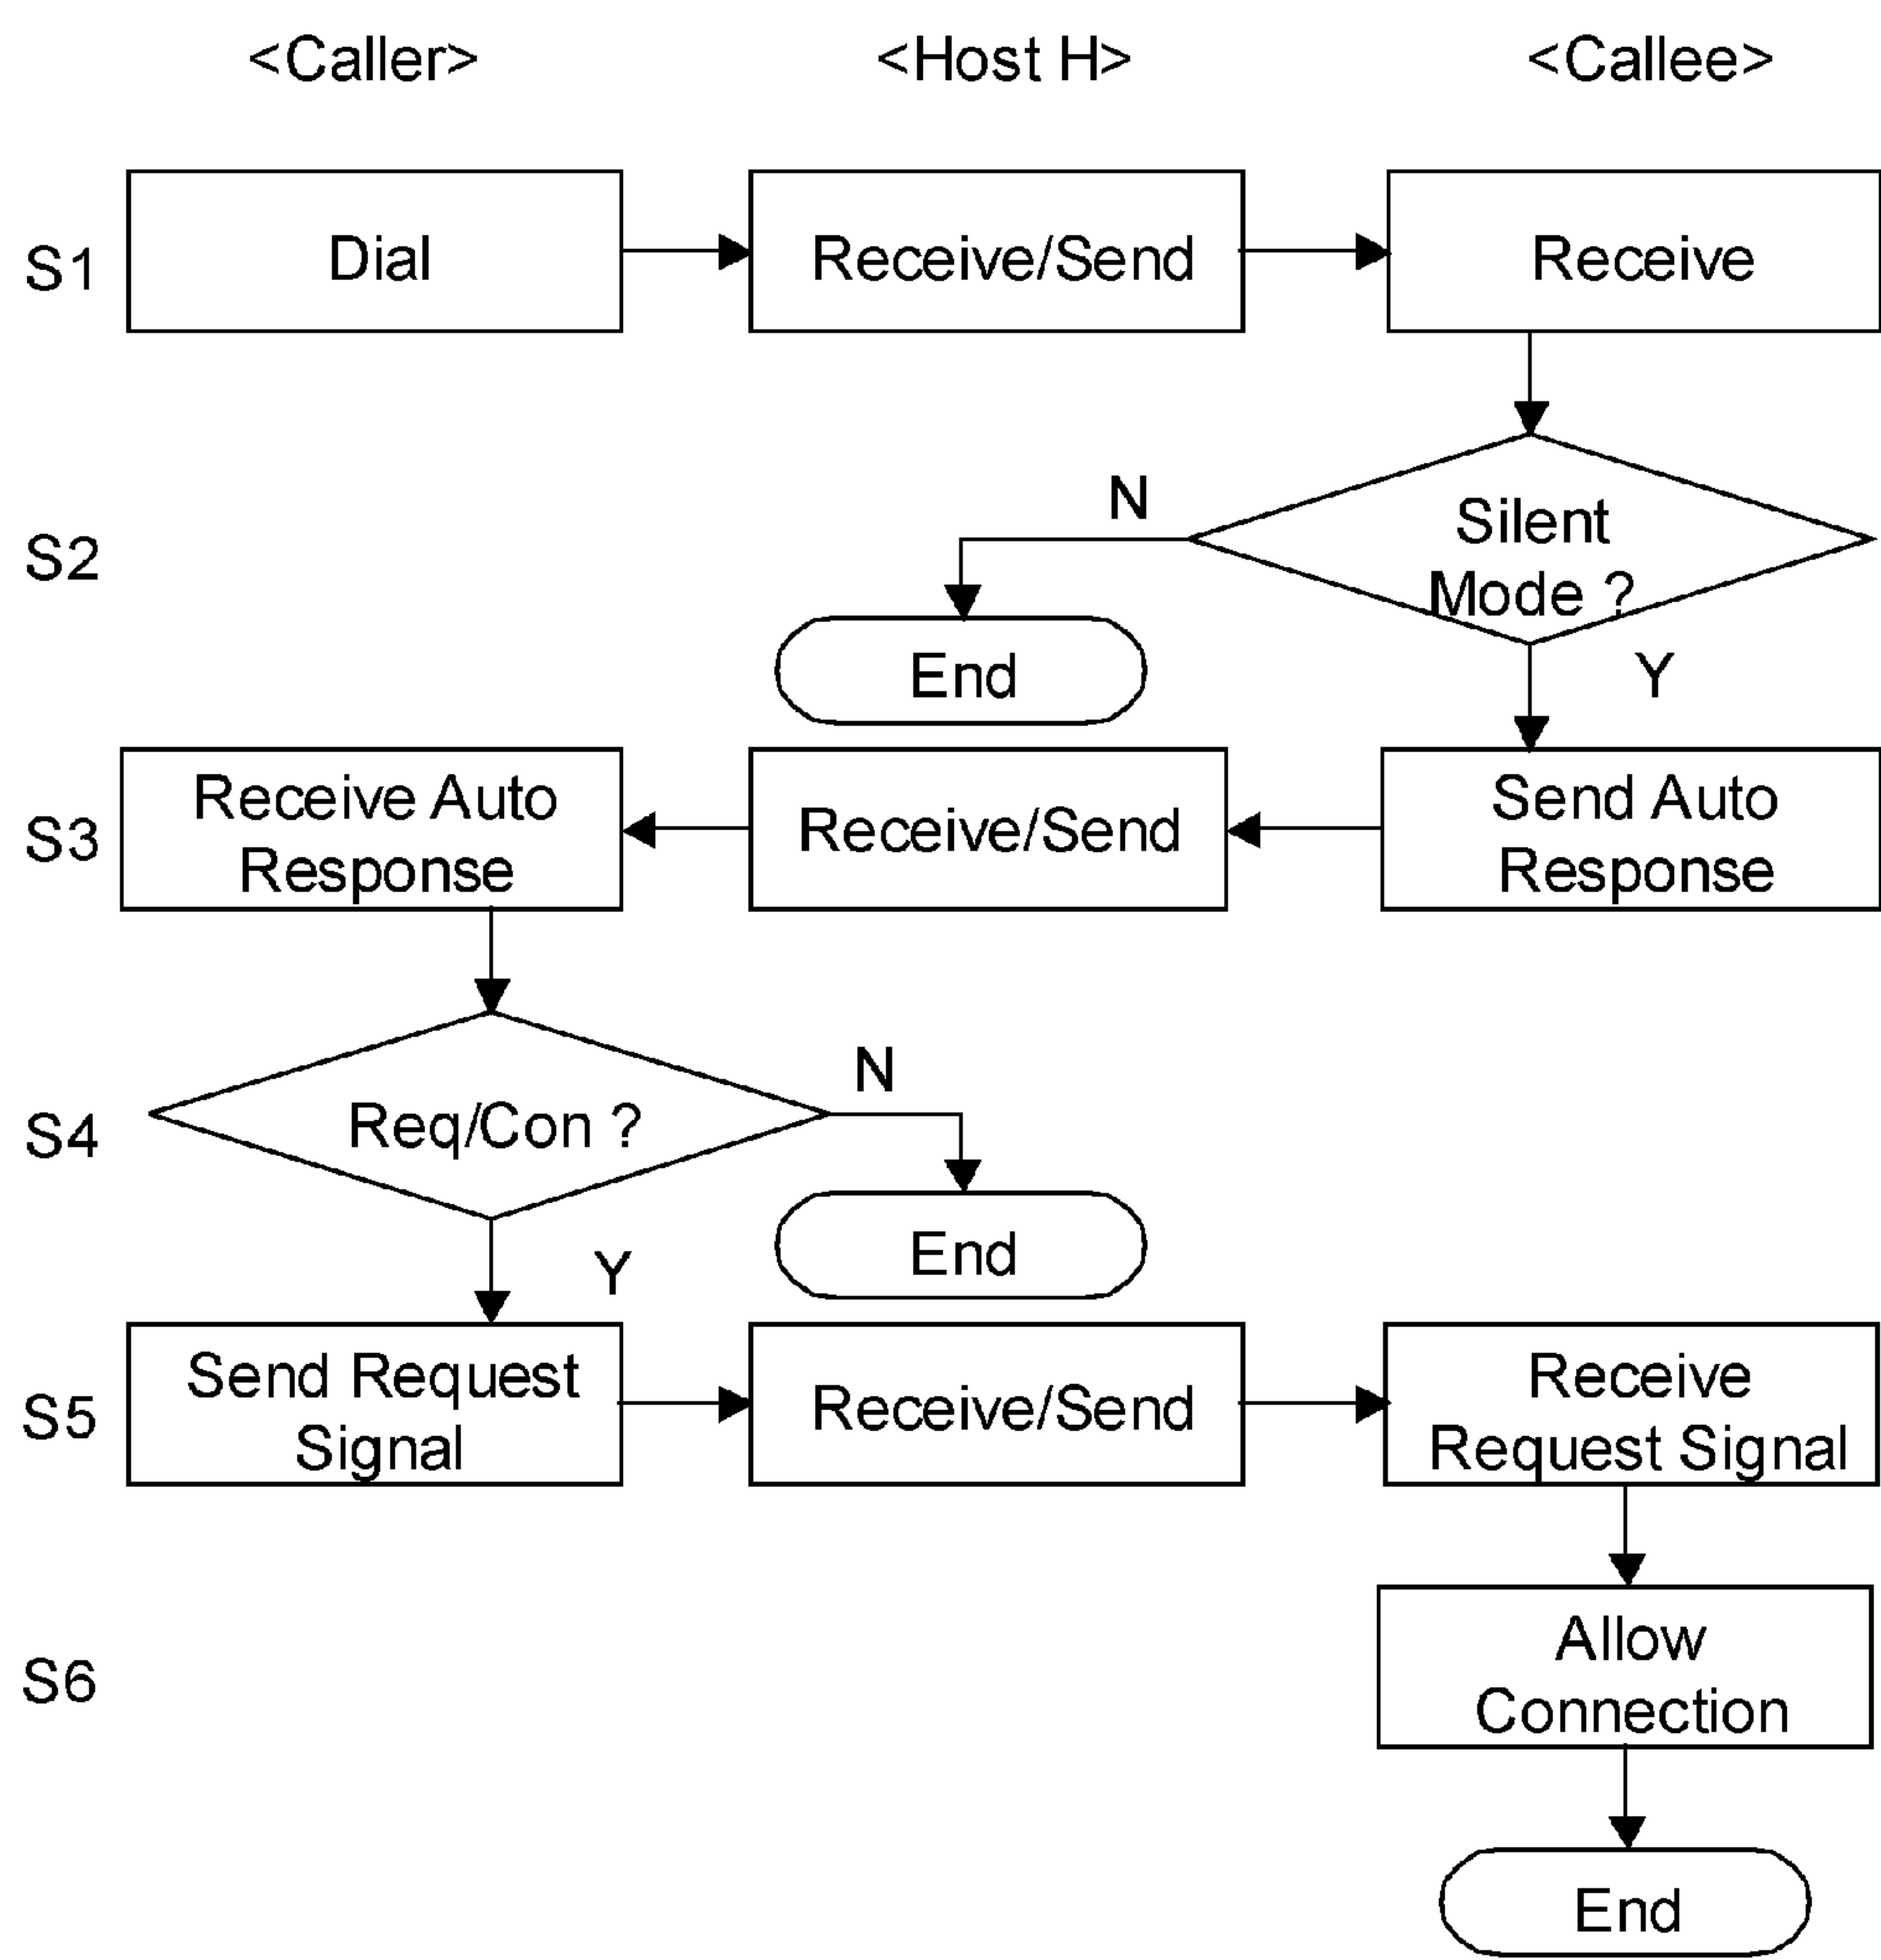 <Caller>
<Host H>
<Callee>
S1
Dial
Receive/Send
Receive
S2
N
Silent
Mode ?
End
Y
S3
Receive Auto
Response
Receive/Send
Send Auto
Response
S4
Req/Con ?
N
End
Y
S5
Send Request
Signal
Receive/Send
Receive
Request Signal
S6
Allow
Connection
End